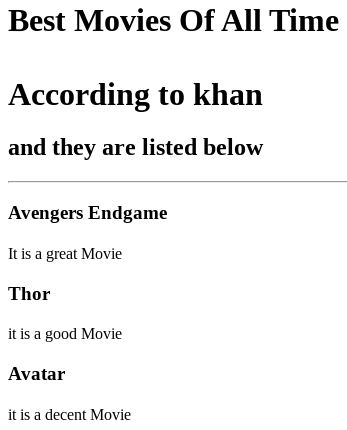 Best Movies Of All Time
According to khan
and they are listed below
Avengers Endgame
It is a great Movie
Thor
it is a good Movie
Avatar
it is a decent Movie